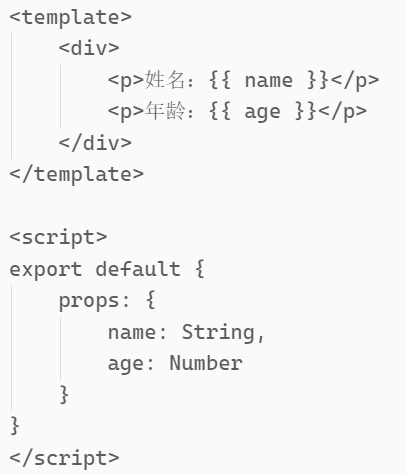 <template>
    <div>
        <p>姓名：{{ name }}</p>
        <p>年龄：{{ age }}</p>
    </div>
</template>

<script>
export default {
    props: {
        name: String,
        age: Number
    }
}
</script>